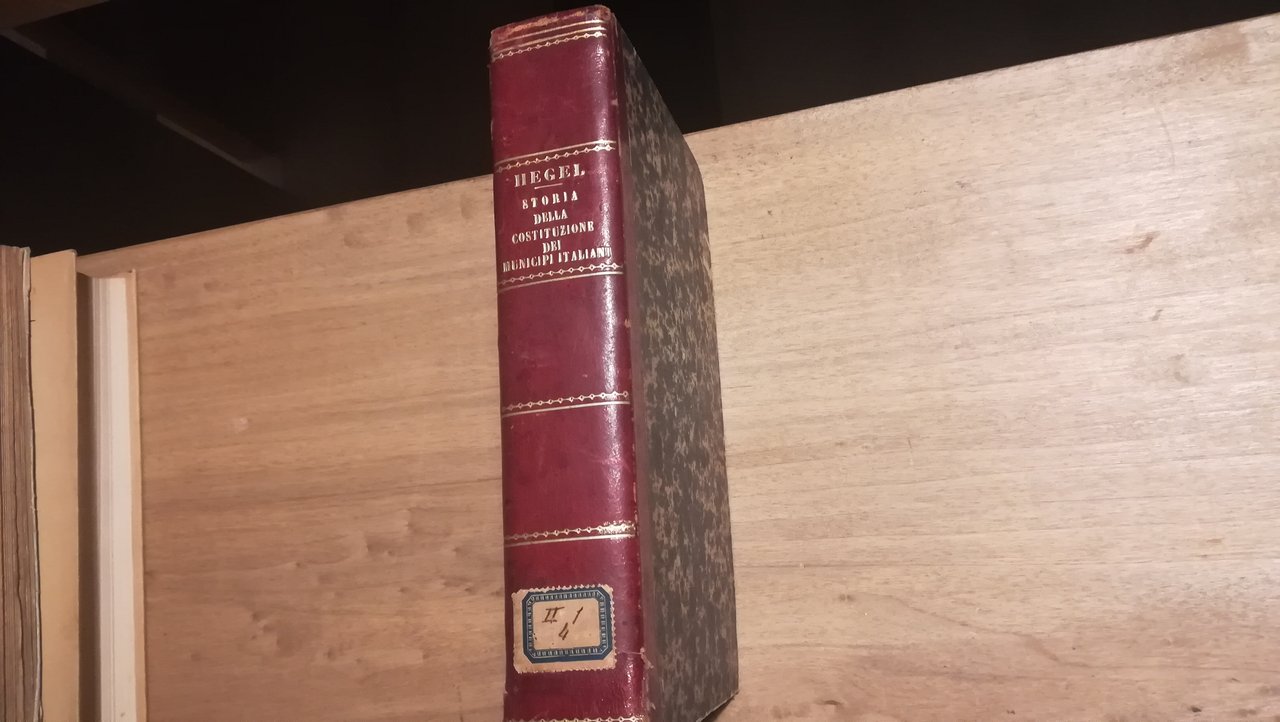 HEGEL
STORIA
DELLA
COSTITUZIONE
DEI
MUNICIPI ITALIANI
II 1
4